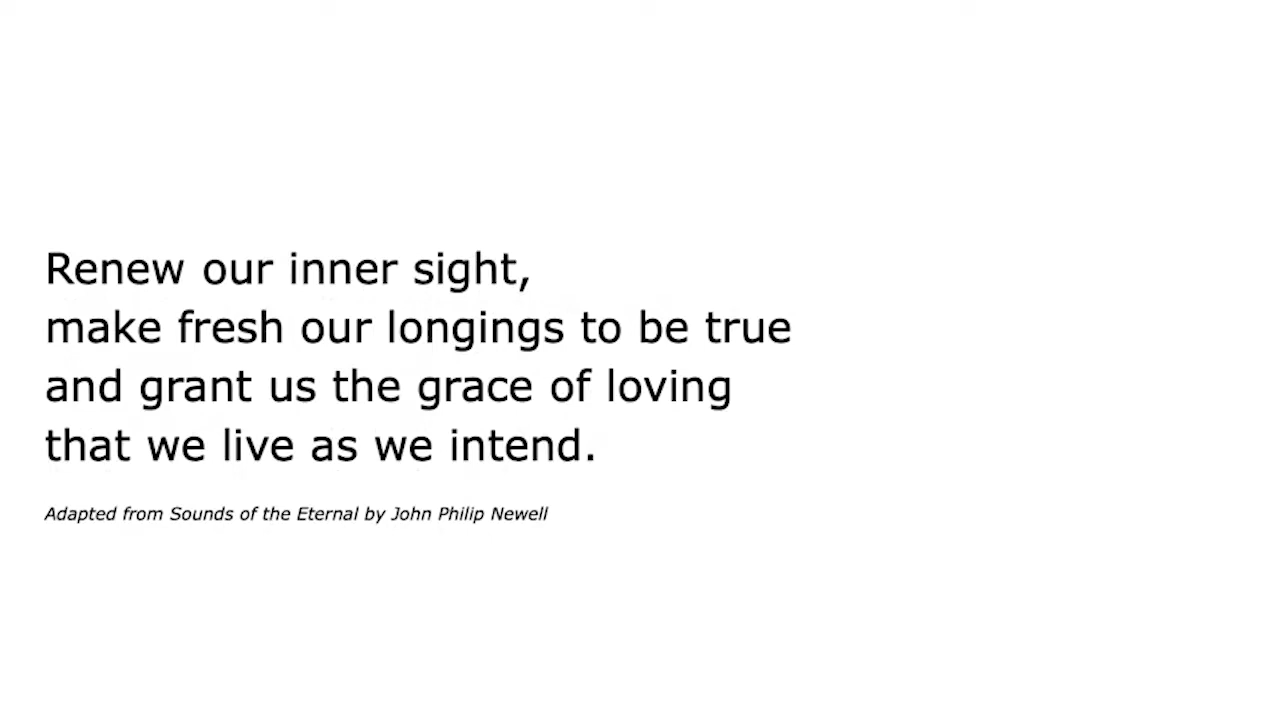 Renew our inner sight,
make fresh our longings to be true
and grant us the grace of loving
that we live as we intend.
Adapted from Sounds of the Eternal by John Philip Newell